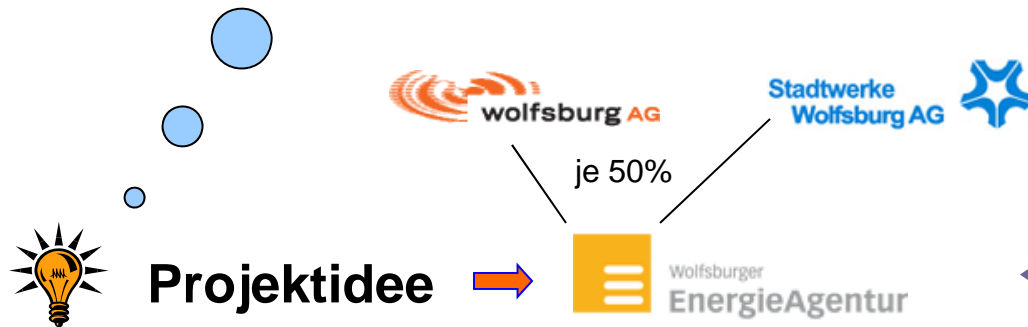 wolfsburg AG
Stadtwerke
Wolfsburg AG
je 50%
Projektidee
Wolfsburger
EnergieAgentur